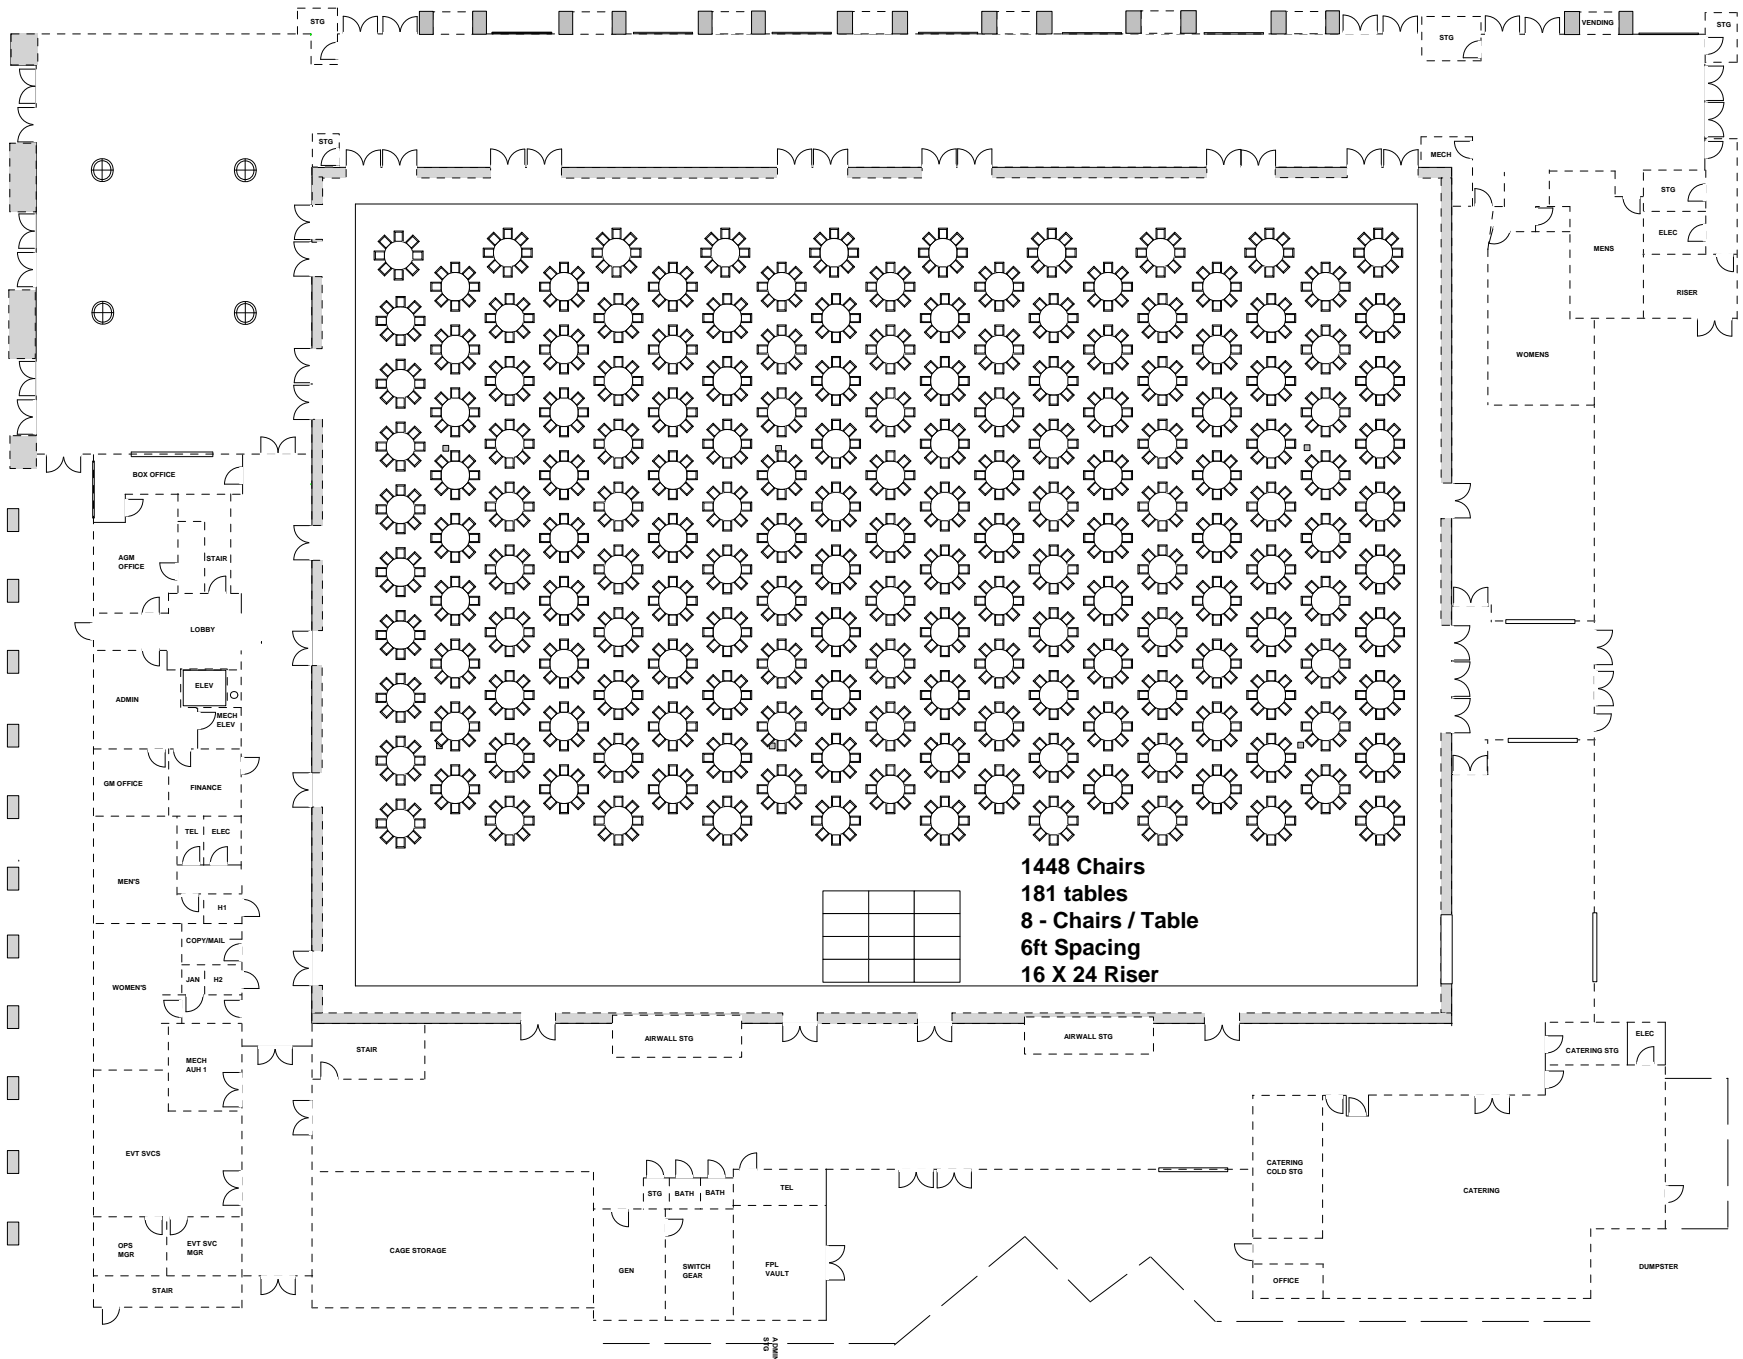 STG
VENDING
STG
STG
STG
MECH
STG
ELEC
MENS
RISER
WOMENS
BOX OFFICE
AGM
OFFICE
STAIR
LOBBY
ADMIN
ELEV
MECH
ELEV
GM OFFICE
FINANCE
TEL
ELEC
MEN'S
H1
COPY/MAIL
JAN
H2
WOMEN'S
1448 Chairs
181 tables
8 - Chairs / Table
6ft Spacing
16 X 24 Riser
MECH
AUH 1
STAIR
AIRWALL STG
AIRWALL STG
CATERING STG
ELEC
EVT SVCS
CATERING
COLD STG
CATERING
STG
BATH
BATH
TEL
OPS
MGR
EVT SVC
MGR
CAGE STORAGE
GEN
SWITCH
GEAR
FPL
VAULT
OFFICE
DUMPSTER
STAIR
ADMIN
STG